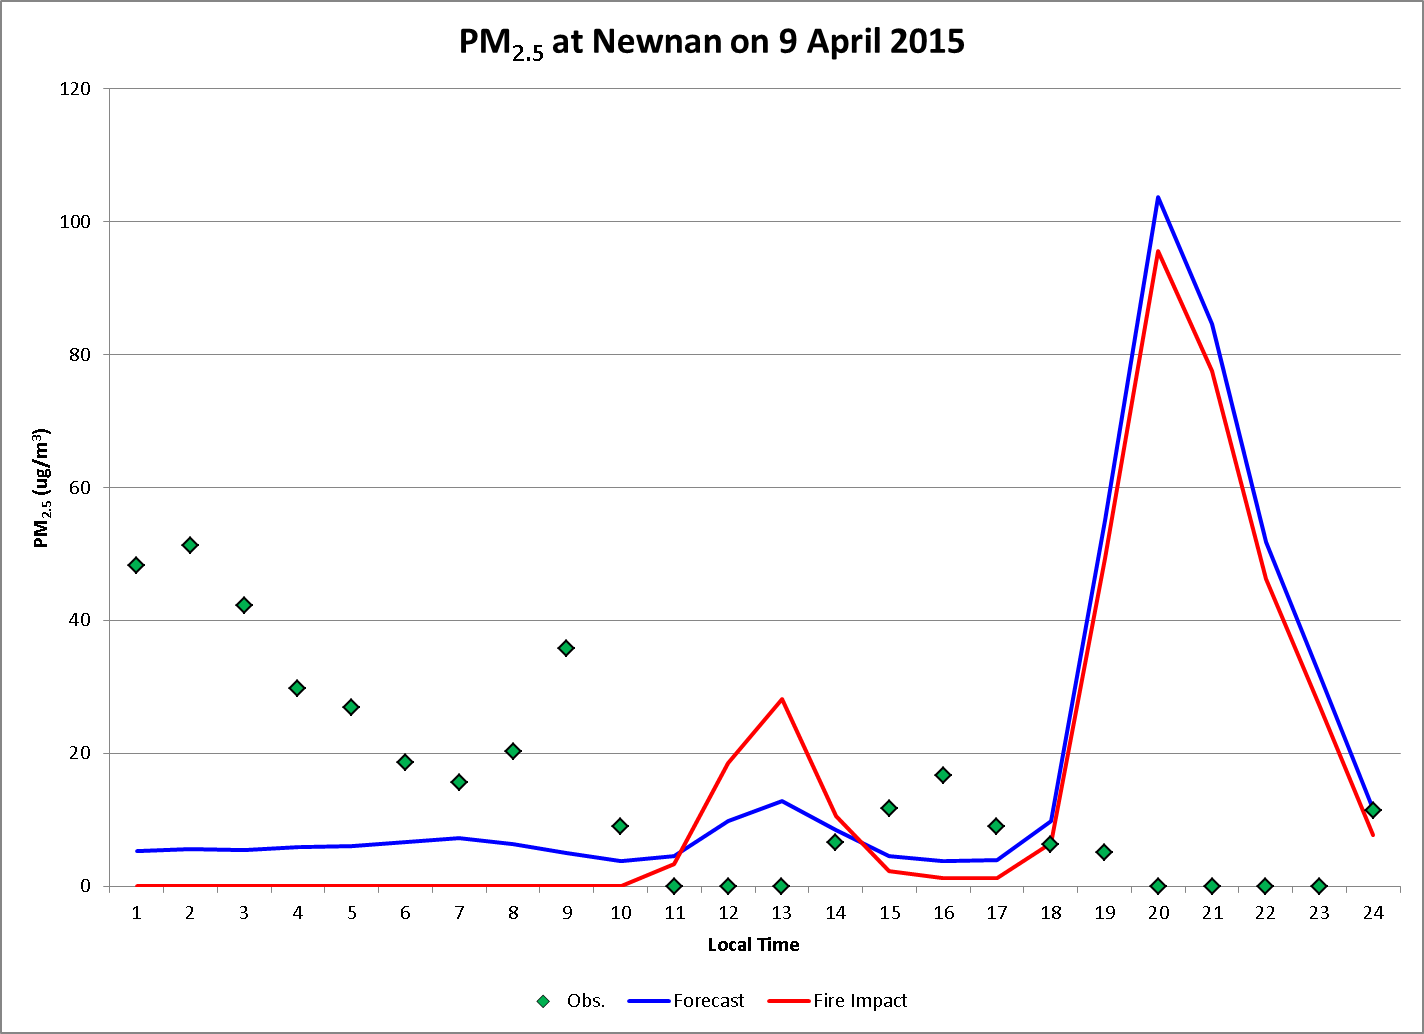 PM2.5 at Newnan on 9 April 2015
120
100
80
60
40
20
0
PM2.5 (ug/m³)
1 2 3 4 5 6 7 8 9 10 11 12 13 14 15 16 17 18 19 20 21 22 23 24
Local Time
Obs. Forecast Fire Impact